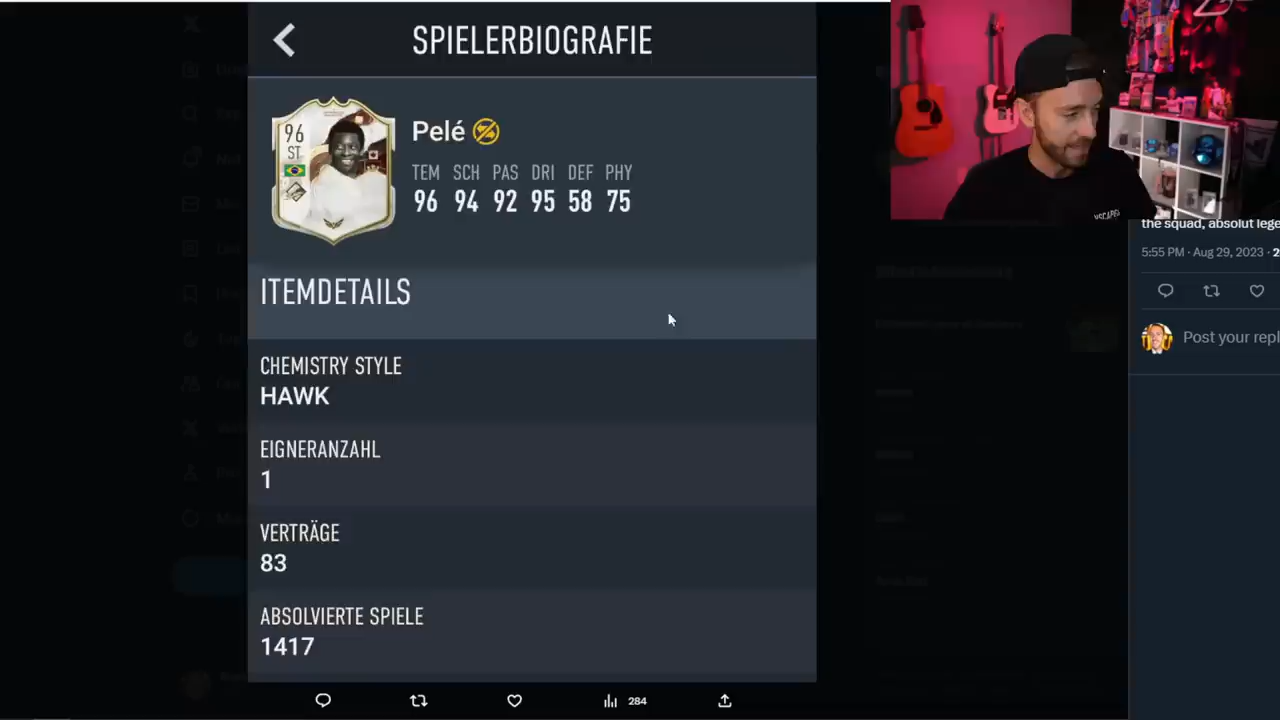 SPIELERBIOGRAFIE
96
ST
Pelé
TEM SCH PAS DRI DEF PHY
96 94 92 95 58 75
ITEMDETAILS
CHEMISTRY STYLE
HAWK
EIGNERANZAHL
1
VERTRÄGE
83
ABSOLVIERTE SPIELE
1417
284
the squad, absolut lege
5:55 PM · Aug 29, 2023 · 2
Post your repl